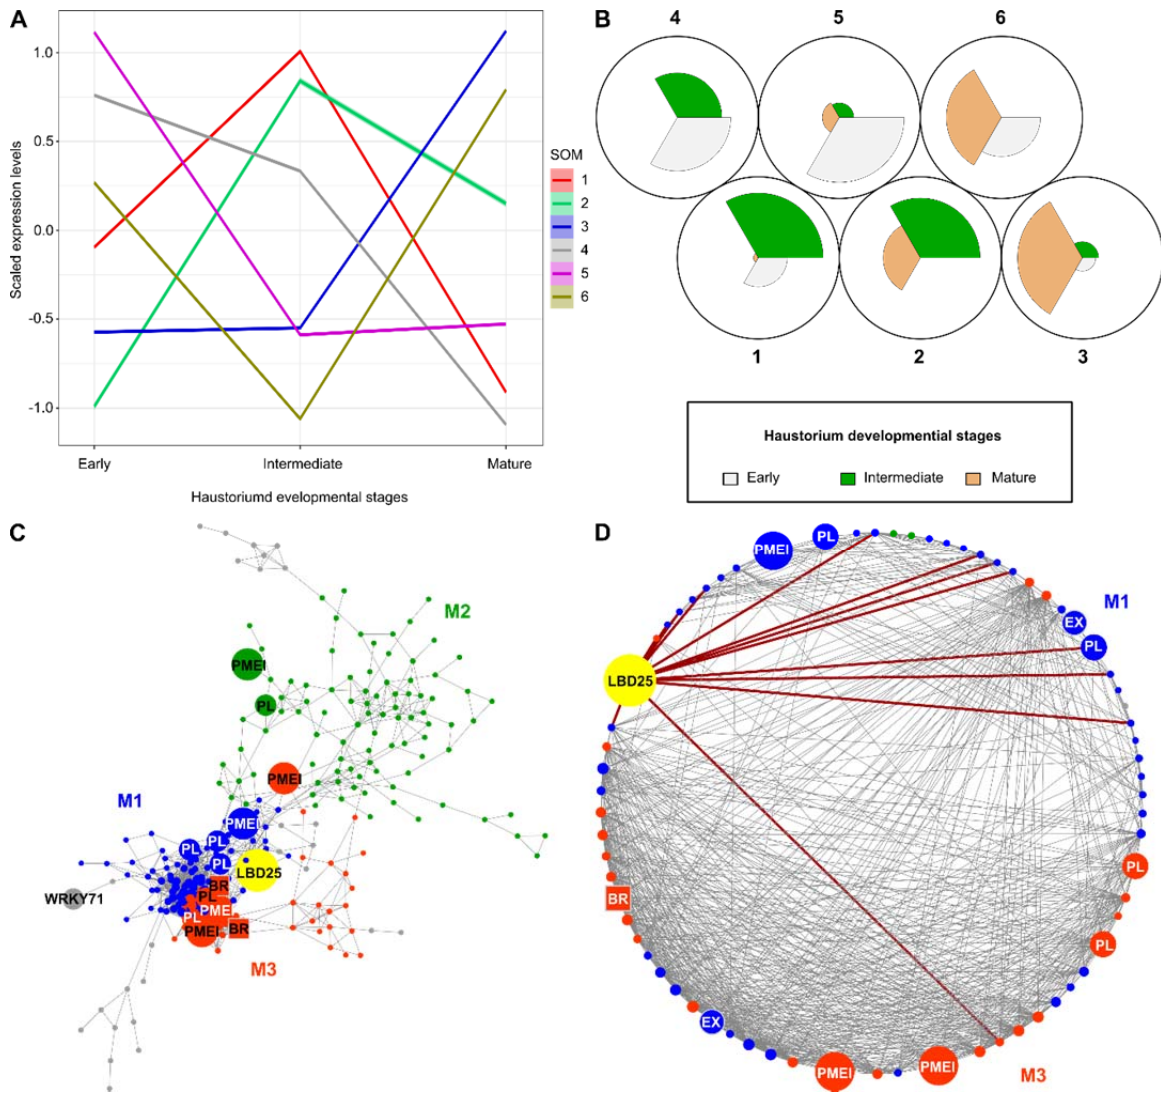 A
1.0
0.5
0.0
-0.5
-1.0
Scaled expression levels
Early
Intermediate
Mature
Haustoriumd evelopmental stages
SOM
1
2
3
4
5
6
B
4
5
6
1
2
3
Haustorium developmential stages
Early
Intermediate
Mature
C
M2
PMEI
PL
PMEI
M1
PMEI
PL
PL
PL
LBD25
BR
WRKY71
PL
PME
PL
PMEI
BR
M3
D
PL
PMEI
M1
EX
PL
LBD25
PL
BR
PL
EX
PMEI
PMEI
M3